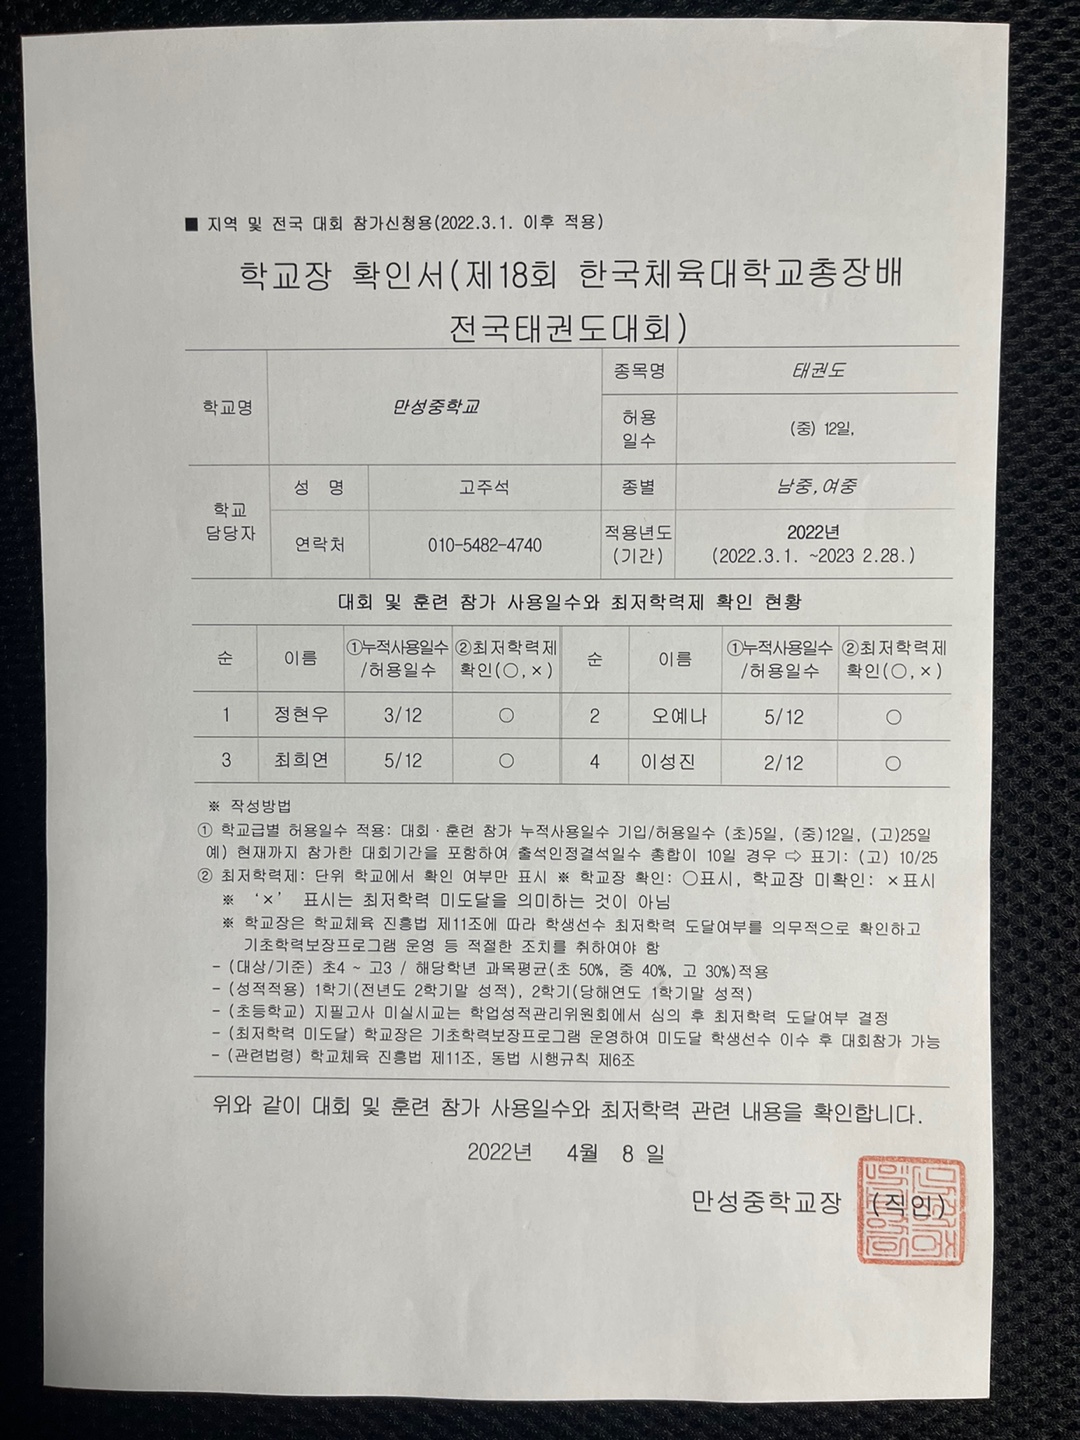 ■ 지역 및 전국 대회 참가신청용(2022.3.1. 이후 적용)
학교장 확인서(제18회 한국체육대학교총장배
전국태권도대회)
학교명 만성중학교 종목명 태권도
허용 일수 (중) 12일,
학교 담당자 성 명 고주석 종별 남중,여중
연락처 010-5482-4740 적용년도 (기간) 2022년 (2022.3.1. ~2023 2.28.)
대회 및 훈련 참가 사용일수와 최저학력제 확인 현황
순 이름 ①누적사용일수 /허용일수 ②최저학력제 확인(○,×) 순 이름 ①누적사용일수 /허용일수 ②최저학력제 확인(○,×)
1 정현우 3/12 ○ 2 오예나 5/12 ○
3 최희연 5/12 ○ 4 이성진 2/12 ○
※ 작성방법
① 학교급별 허용일수 적용: 대회·훈련 참가 누적사용일수 기입/허용일수 (초)5일, (중)12일, (고)25일
예) 현재까지 참가한 대회기간을 포함하여 출석인정결석일수 총합이 10일 경우 ⇨ 표기: (고) 10/25
② 최저학력제: 단위 학교에서 확인 여부만 표시 ※ 학교장 확인: ○표시, 학교장 미확인: ×표시
※ ‘×’ 표시는 최저학력 미도달을 의미하는 것이 아님
※ 학교장은 학교체육 진흥법 제11조에 따라 학생선수 최저학력 도달여부를 의무적으로 확인하고
기초학력보장프로그램 운영 등 적절한 조치를 취하여야 함
- (대상/기준) 초4 ~ 고3 / 해당학년 과목평균(초 50%, 중 40%, 고 30%)적용
- (성적적용) 1학기(전년도 2학기말 성적), 2학기(당해연도 1학기말 성적)
- (초등학교) 지필고사 미실시교는 학업성적관리위원회에서 심의 후 최저학력 도달여부 결정
- (최저학력 미도달) 학교장은 기초학력보장프로그램 운영하여 미도달 학생선수 이수 후 대회참가 가능
- (관련법령) 학교체육 진흥법 제11조, 동법 시행규칙 제6조
위와 같이 대회 및 훈련 참가 사용일수와 최저학력 관련 내용을 확인합니다.
2022년 4월 8 일
만성중학교장 (직인)